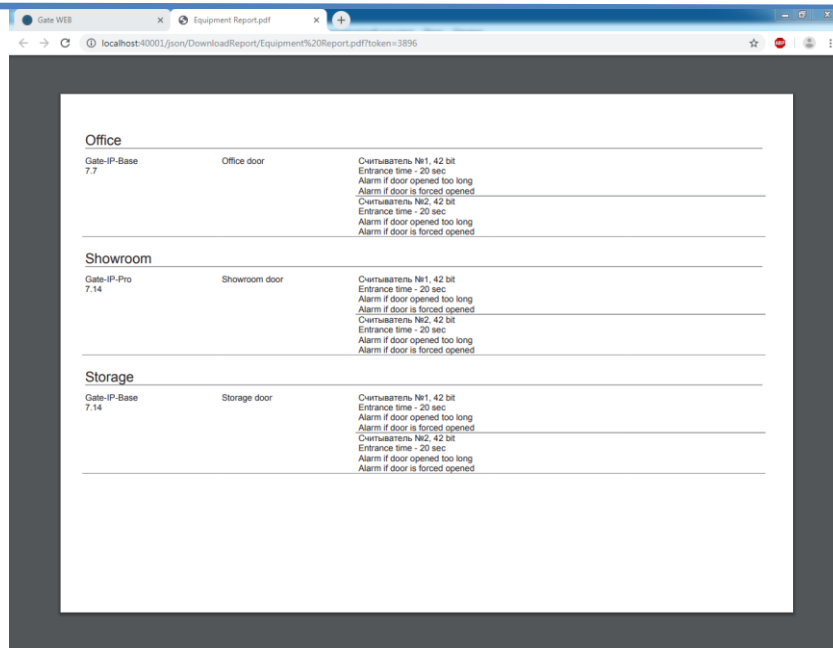 Gate WEB
Equipment Report.pdf
localhost:40001/json/DownloadReport/Equipment%20Report.pdf?token=3896
Office
Gate-IP-Base Office door Считыватель №1, 42 bit
7.7 Entrance time - 20 sec
Alarm if door opened too long
Alarm if door is forced opened
Считыватель №2, 42 bit
Entrance time - 20 sec
Alarm if door opened too long
Alarm if door is forced opened
Showroom
Gate-IP-Pro Showroom door Считыватель №1, 42 bit
7.14 Entrance time - 20 sec
Alarm if door opened too long
Alarm if door is forced opened
Считыватель №2, 42 bit
Entrance time - 20 sec
Alarm if door opened too long
Alarm if door is forced opened
Storage
Gate-IP-Base Storage door Считыватель №1, 42 bit
7.14 Entrance time - 20 sec
Alarm if door opened too long
Alarm if door is forced opened
Считыватель №2, 42 bit
Entrance time - 20 sec
Alarm if door opened too long
Alarm if door is forced opened